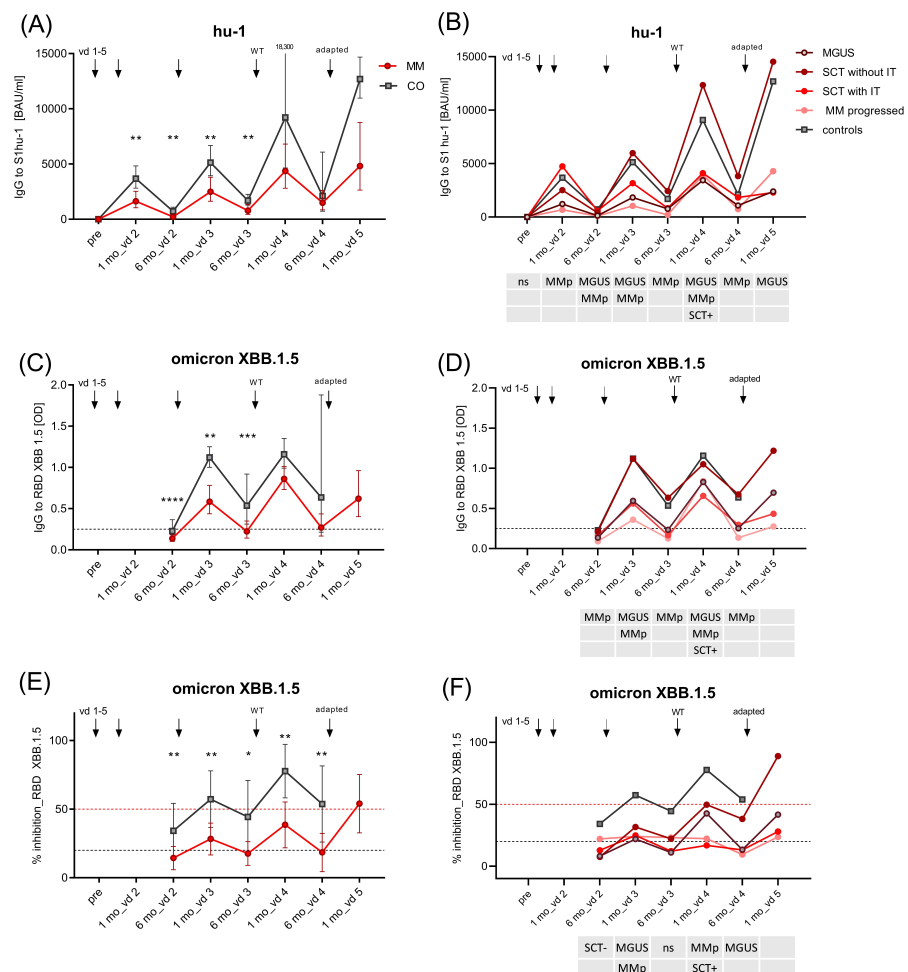 (A)
hu-1
vd 1-5
WT
18,300
adapted
MM
CO
IgG to S1hu-1 [BAU/ml]
15000
10000
5000
0
** ** ** **
pre
1 mo_vd 2
6 mo_vd 2
1 mo_vd 3
6 mo_vd 3
1 mo_vd 4
6 mo_vd 4
1 mo_vd 5
(B)
hu-1
vd 1-5
WT
adapted
MGUS
SCT without IT
SCT with IT
MM progressed
controls
IgG to S1 hu-1 [BAU/ml]
15000
10000
5000
0
pre
1 mo_vd 2
6 mo_vd 2
1 mo_vd 3
6 mo_vd 3
1 mo_vd 4
6 mo_vd 4
1 mo_vd 5
ns MMp MGUS MGUS MMp MGUS MMp MGUS
MMp MMp MMp
SCT+
(C)
omicron XBB.1.5
vd 1-5
WT
adapted
IgG to RBD XBB 1.5 [OD]
2.0
1.5
1.0
0.5
0.0
**** ** ***
pre
1 mo_vd 2
6 mo_vd 2
1 mo_vd 3
6 mo_vd 3
1 mo_vd 4
6 mo_vd 4
1 mo_vd 5
(D)
omicron XBB.1.5
vd 1-5
WT
adapted
IgG to RBD XBB 1.5 [OD]
2.0
1.5
1.0
0.5
0.0
pre
1 mo_vd 2
6 mo_vd 2
1 mo_vd 3
6 mo_vd 3
1 mo_vd 4
6 mo_vd 4
1 mo_vd 5
MMp MGUS MMp MGUS MMp
MMp MMp
SCT+
(E)
omicron XBB.1.5
vd 1-5
WT
adapted
% inhibition_RBD XBB.1.5
100
50
0
** ** * ** **
pre
1 mo_vd 2
6 mo_vd 2
1 mo_vd 3
6 mo_vd 3
1 mo_vd 4
6 mo_vd 4
1 mo_vd 5
(F)
omicron XBB.1.5
vd 1-5
WT
adapted
% inhibition_RBD XBB.1.5
100
50
0
pre
1 mo_vd 2
6 mo_vd 2
1 mo_vd 3
6 mo_vd 3
1 mo_vd 4
6 mo_vd 4
1 mo_vd 5
SCT- MGUS ns MMp MGUS
MMp SCT+